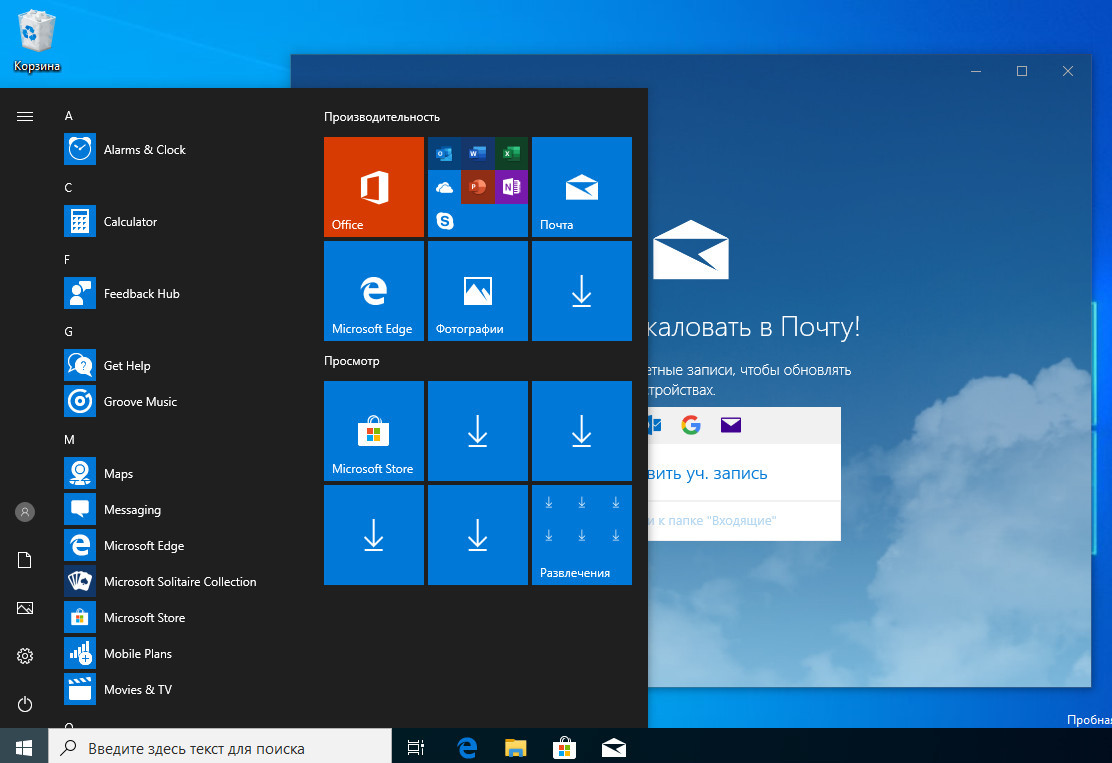 Корзина
A
Alarms & Clock
C
Calculator
F
Feedback Hub
G
Get Help
Groove Music
M
Maps
Messaging
Microsoft Edge
Microsoft Solitaire Collection
Microsoft Store
Mobile Plans
Movies & TV
Производительность
Office
Почта
Microsoft Edge
Фотографии
Просмотр
Microsoft Store
Развлечения
каловать в Почту!
етные записи, чтобы обновлять
тройствах.
вить уч. запись
и к папке "Входящие"
Пробная
Введите здесь текст для поиска